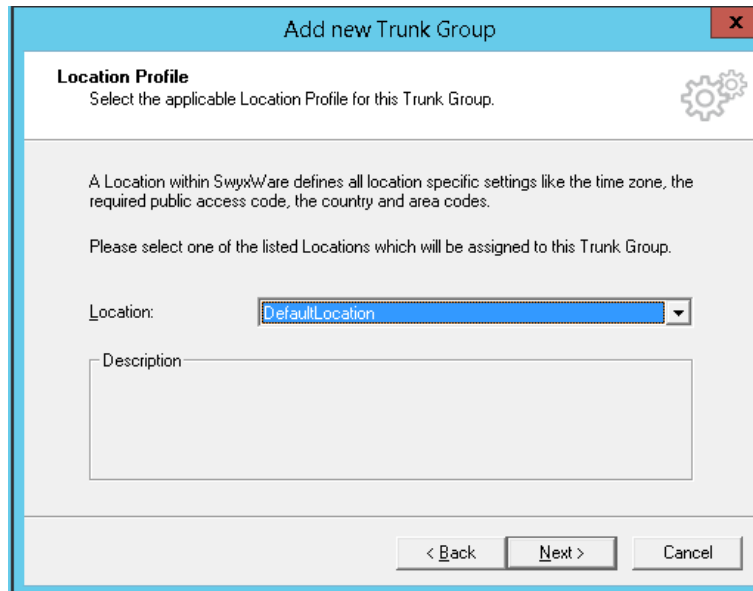 Add new Trunk Group
x
Location Profile
Select the applicable Location Profile for this Trunk Group.
A Location within SwyxWare defines all location specific settings like the time zone, the
required public access code, the country and area codes.
Please select one of the listed Locations which will be assigned to this Trunk Group.
Location: DefaultLocation
Description
< Back Next > Cancel